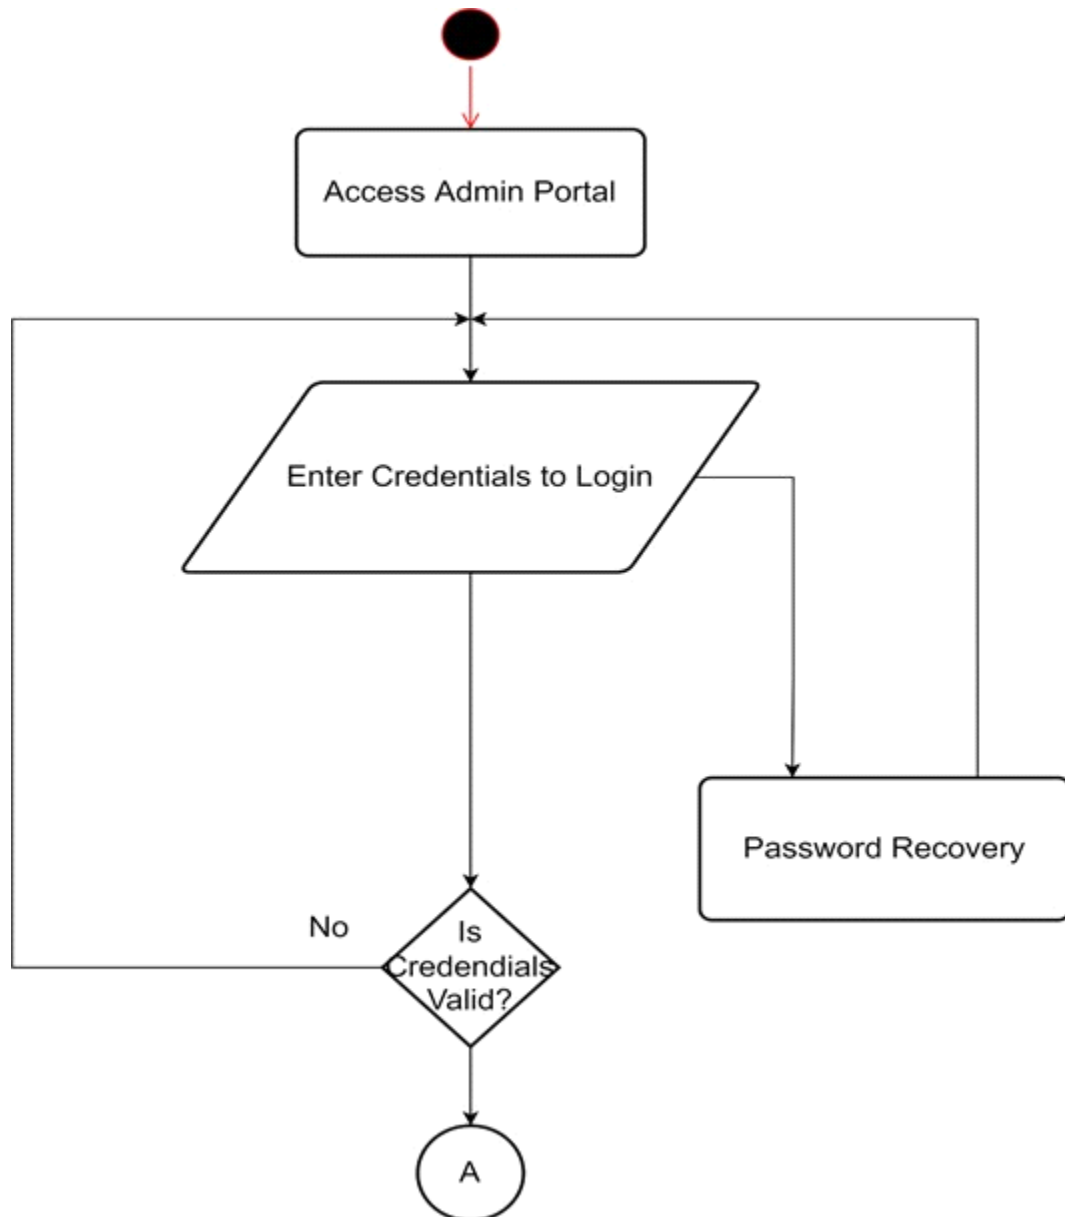 Access Admin Portal
Enter Credentials to Login
Password Recovery
No
Is
Credendials
Valid?
A